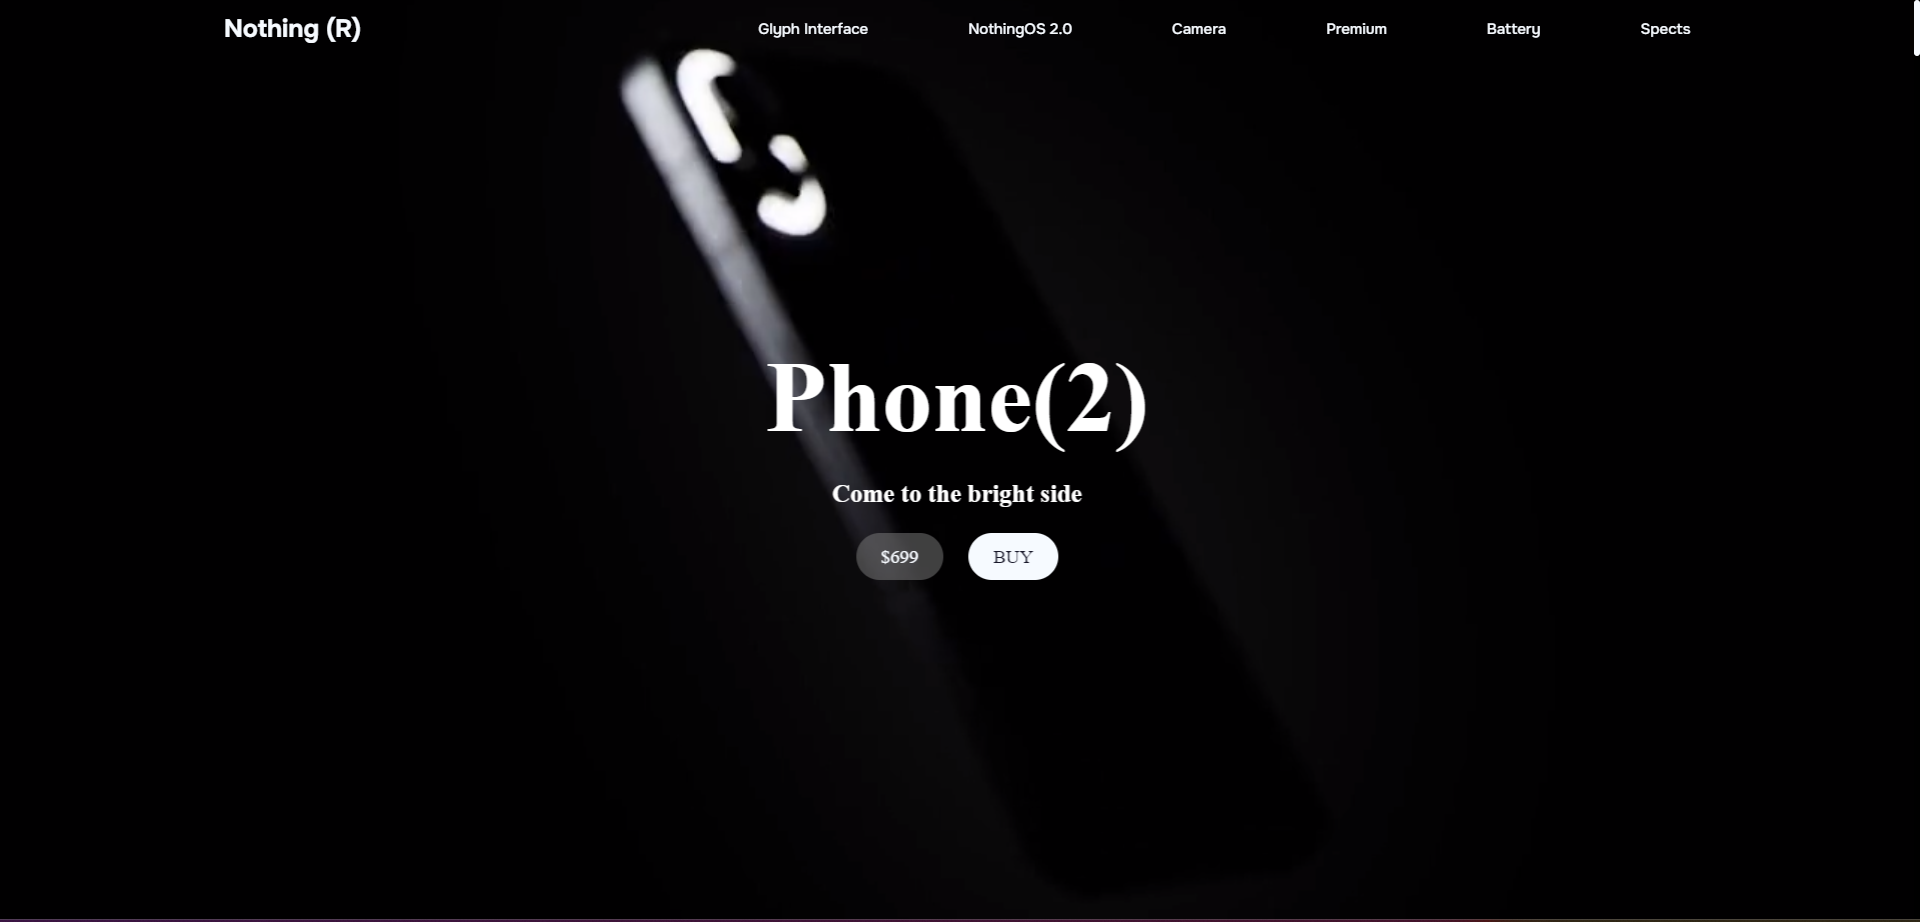 Nothing (R) Glyph Interface NothingOS 2.0 Camera Premium Battery Spects
Phone(2)
Come to the bright side
$699 BUY